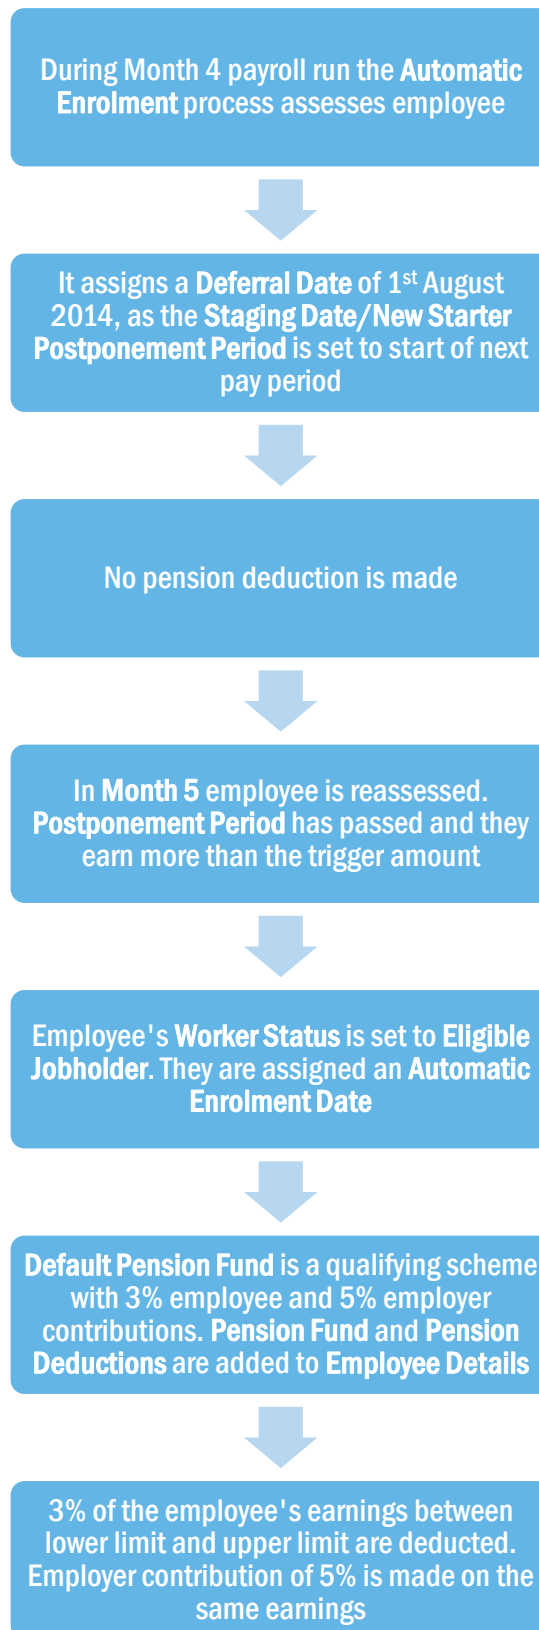 During Month 4 payroll run the Automatic
Enrolment process assesses employee
It assigns a Deferral Date of 1st August
2014, as the Staging Date/New Starter
Postponement Period is set to start of next
pay period
No pension deduction is made
In Month 5 employee is reassessed.
Postponement Period has passed and they
earn more than the trigger amount
Employee's Worker Status is set to Eligible
Jobholder. They are assigned an Automatic
Enrolment Date
Default Pension Fund is a qualifying scheme
with 3% employee and 5% employer
contributions. Pension Fund and Pension
Deductions are added to Employee Details
3% of the employee's earnings between
lower limit and upper limit are deducted.
Employer contribution of 5% is made on the
same earnings